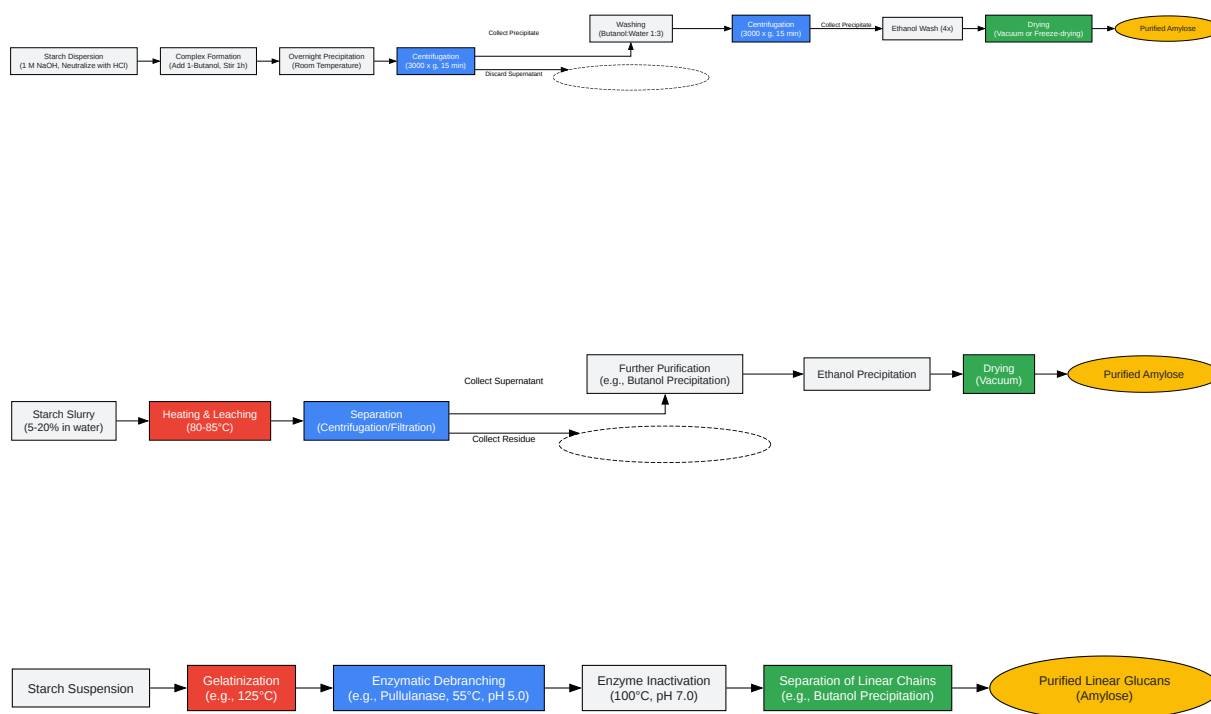 Starch Dispersion
(1 M NaOH, Neutralize with HCl)
Complex Formation
(Add 1-Butanol, Stir 1h)
Overnight Precipitation
(Room Temperature)
Centrifugation
(3000 x g, 15 min)
Collect Precipitate
Discard Supernatant
Washing
(Butanol:Water 1:3)
Centrifugation
(3000 x g, 15 min)
Collect Precipitate
Ethanol Wash (4x)
Drying
(Vacuum or Freeze-drying)
Purified Amylose
Starch Slurry
(5-20% in water)
Heating & Leaching
(80-85°C)
Separation
(Centrifugation/Filtration)
Collect Supernatant
Collect Residue
Further Purification
(e.g., Butanol Precipitation)
Ethanol Precipitation
Drying
(Vacuum)
Purified Amylose
Starch Suspension
Gelatinization
(e.g., 125°C)
Enzymatic Debranching
(e.g., Pullulanase, 55°C, pH 5.0)
Enzyme Inactivation
(100°C, pH 7.0)
Separation of Linear Chains
(e.g., Butanol Precipitation)
Purified Linear Glucans
(Amylose)